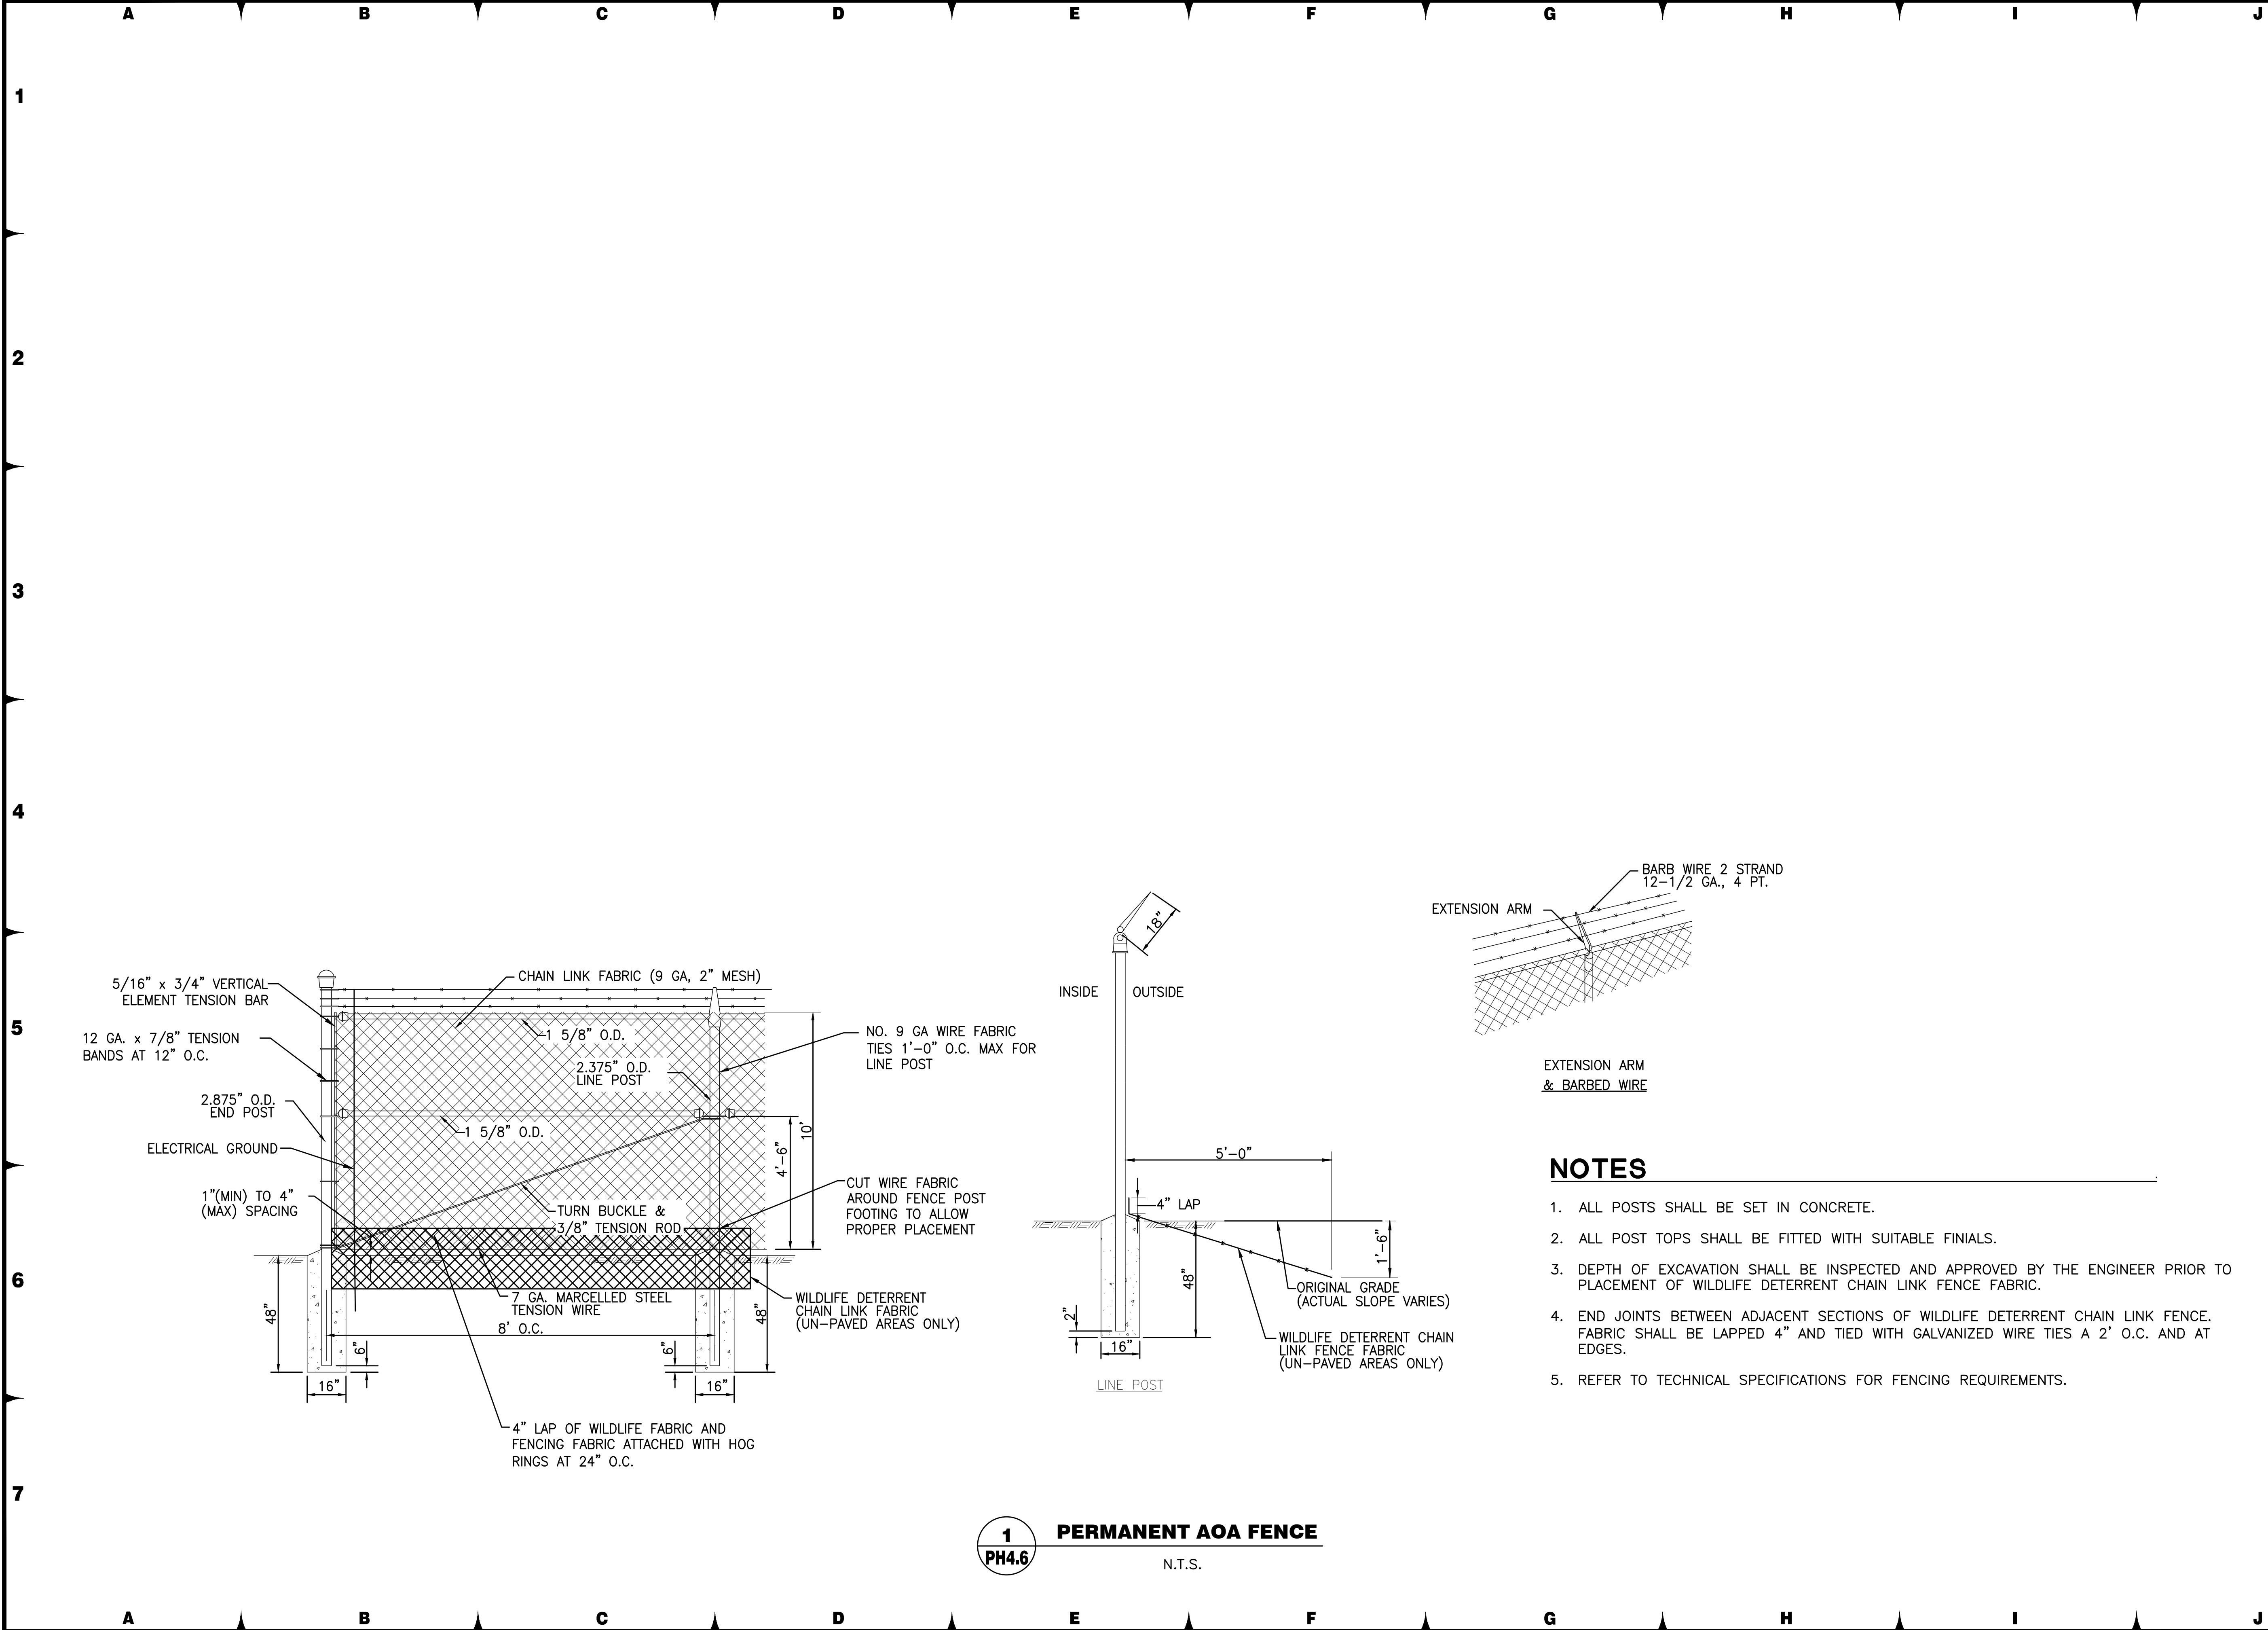 A B C D E F G H I J
1
2
3
4
5
6
7
5/16" x 3/4" VERTICAL
ELEMENT TENSION BAR
12 GA. x 7/8" TENSION
BANDS AT 12" O.C.
2.875" O.D.
END POST
ELECTRICAL GROUND
1"(MIN) TO 4"
(MAX) SPACING
CHAIN LINK FABRIC (9 GA, 2" MESH)
1 5/8" O.D.
2.375" O.D.
LINE POST
1 5/8" O.D.
TURN BUCKLE &
3/8" TENSION ROD
7 GA. MARCELLED STEEL
TENSION WIRE
8' O.C.
48"
6"
16"
6"
16"
48"
4'-6"
10'
NO. 9 GA WIRE FABRIC
TIES 1'-0" O.C. MAX FOR
LINE POST
CUT WIRE FABRIC
AROUND FENCE POST
FOOTING TO ALLOW
PROPER PLACEMENT
WILDLIFE DETERRENT
CHAIN LINK FABRIC
(UN-PAVED AREAS ONLY)
4" LAP OF WILDLIFE FABRIC AND
FENCING FABRIC ATTACHED WITH HOG
RINGS AT 24" O.C.
18"
INSIDE OUTSIDE
5'-0"
4" LAP
1'-6"
48"
2"
16"
ORIGINAL GRADE
(ACTUAL SLOPE VARIES)
WILDLIFE DETERRENT CHAIN
LINK FENCE FABRIC
(UN-PAVED AREAS ONLY)
LINE POST
BARB WIRE 2 STRAND
12-1/2 GA., 4 PT.
EXTENSION ARM
EXTENSION ARM
& BARBED WIRE
NOTES
1. ALL POSTS SHALL BE SET IN CONCRETE.
2. ALL POST TOPS SHALL BE FITTED WITH SUITABLE FINIALS.
3. DEPTH OF EXCAVATION SHALL BE INSPECTED AND APPROVED BY THE ENGINEER PRIOR TO
PLACEMENT OF WILDLIFE DETERRENT CHAIN LINK FENCE FABRIC.
4. END JOINTS BETWEEN ADJACENT SECTIONS OF WILDLIFE DETERRENT CHAIN LINK FENCE.
FABRIC SHALL BE LAPPED 4" AND TIED WITH GALVANIZED WIRE TIES A 2' O.C. AND AT
EDGES.
5. REFER TO TECHNICAL SPECIFICATIONS FOR FENCING REQUIREMENTS.
1
PH4.6
PERMANENT AOA FENCE
N.T.S.
A B C D E F G H I J